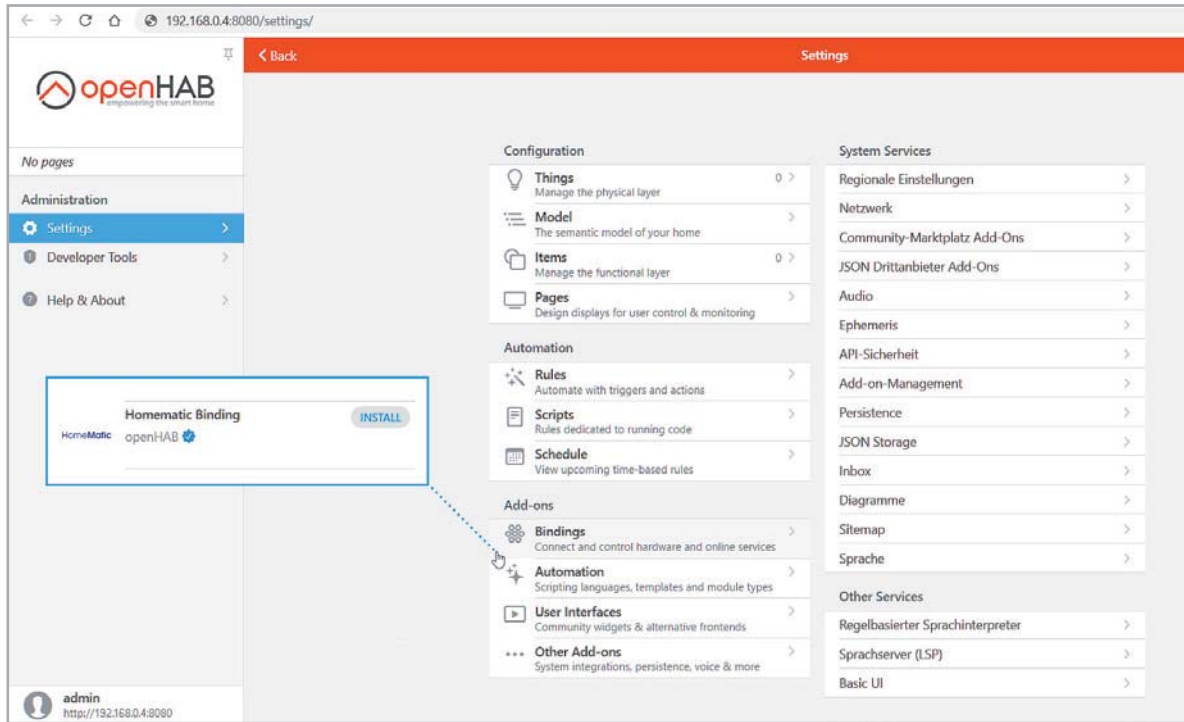 192.168.0.4:8080/settings/
openHAB
empowering the smart home
Back
Settings
No pages
Administration
Settings
Developer Tools
Help & About
Homematic Binding
INSTALL
HomeMatic
openHAB
Configuration
Things
0
Manage the physical layer
Model
The semantic model of your home
Items
0
Manage the functional layer
Pages
Design displays for user control & monitoring
Automation
Rules
Automate with triggers and actions
Scripts
Rules dedicated to running code
Schedule
View upcoming time-based rules
Add-ons
Bindings
Connect and control hardware and online services
Automation
Scripting languages, templates and module types
User Interfaces
Community widgets & alternative frontends
Other Add-ons
System integrations, persistence, voice & more
System Services
Regionale Einstellungen
Netzwerk
Community-Marktplatz Add-Ons
JSON Drittanbieter Add-Ons
Audio
Ephemeris
API-Sicherheit
Add-on-Management
Persistence
JSON Storage
Inbox
Diagramme
Sitemap
Sprache
Other Services
Regelbasierter Sprachinterpreter
Sprachserver (LSP)
Basic UI
admin
http://192.168.0.4:8080